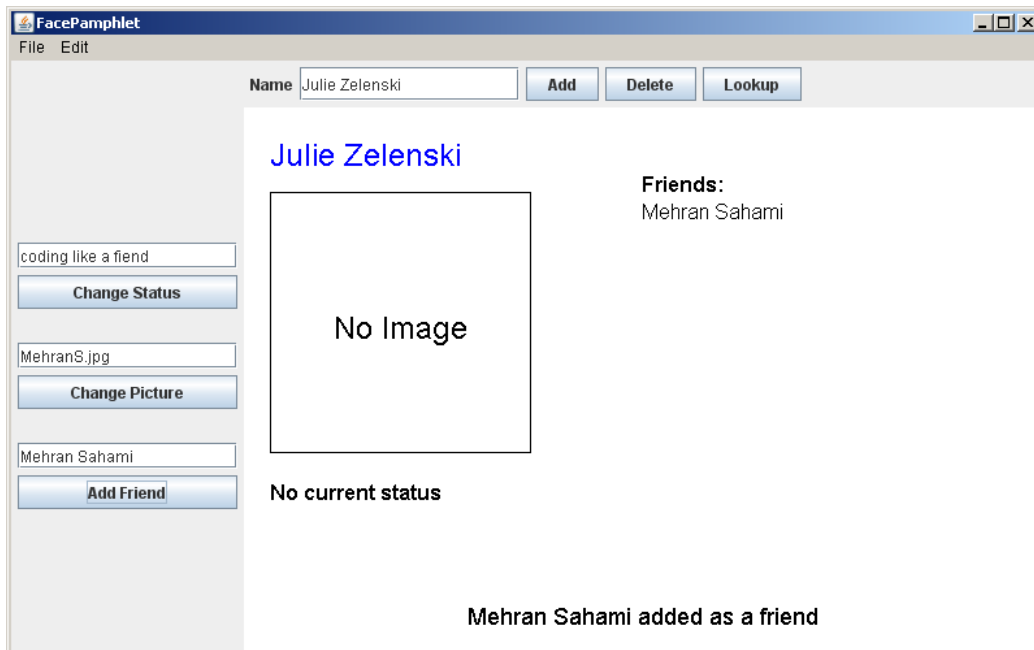 FacePamphlet
File Edit
Name Julie Zelenski Add Delete Lookup
Julie Zelenski
Friends:
Mehran Sahami
coding like a fiend
Change Status
No Image
MehranS.jpg
Change Picture
Mehran Sahami
Add Friend
No current status
Mehran Sahami added as a friend